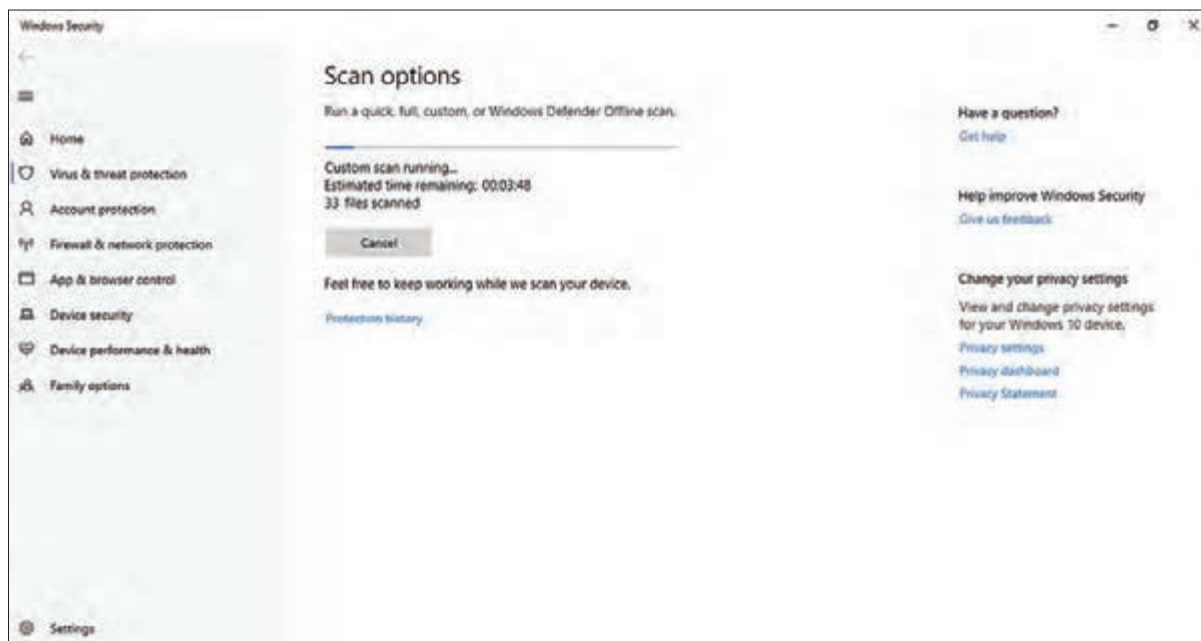 Windows Security
Home
Virus & threat protection
Account protection
Firewall & network protection
App & browser control
Device security
Device performance & health
Family options
Settings
Scan options
Run a quick, full, custom, or Windows Defender Offline scan.
Custom scan running...
Estimated time remaining: 00:03:48
33 files scanned
Cancel
Feel free to keep working while we scan your device.
Protection history
Have a question?
Get help
Help improve Windows Security
Give us feedback
Change your privacy settings
View and change privacy settings
for your Windows 10 device.
Privacy settings
Privacy dashboard
Privacy Statement